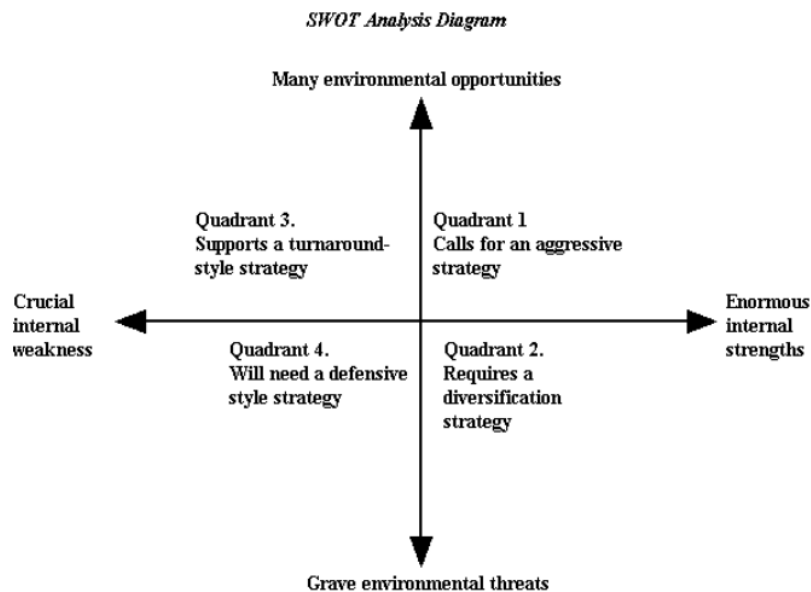 SWOT Analysis Diagram
Many environmental opportunities
Quadrant 3.
Supports a turnaround-
style strategy
Quadrant 1
Calls for an aggressive
strategy
Crucial
internal
weakness
Enormous
internal
strengths
Quadrant 4.
Will need a defensive
style strategy
Quadrant 2.
Requires a
diversification
strategy
Grave environmental threats